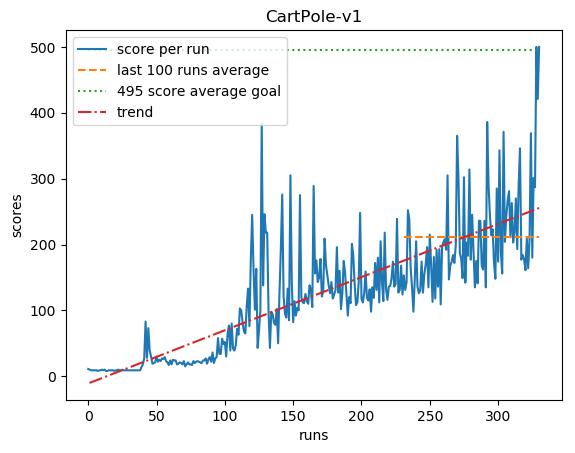 CartPole-v1
500
400
300
200
100
0
scores
score per run
last 100 runs average
495 score average goal
trend
0
50
100
150
200
250
300
runs